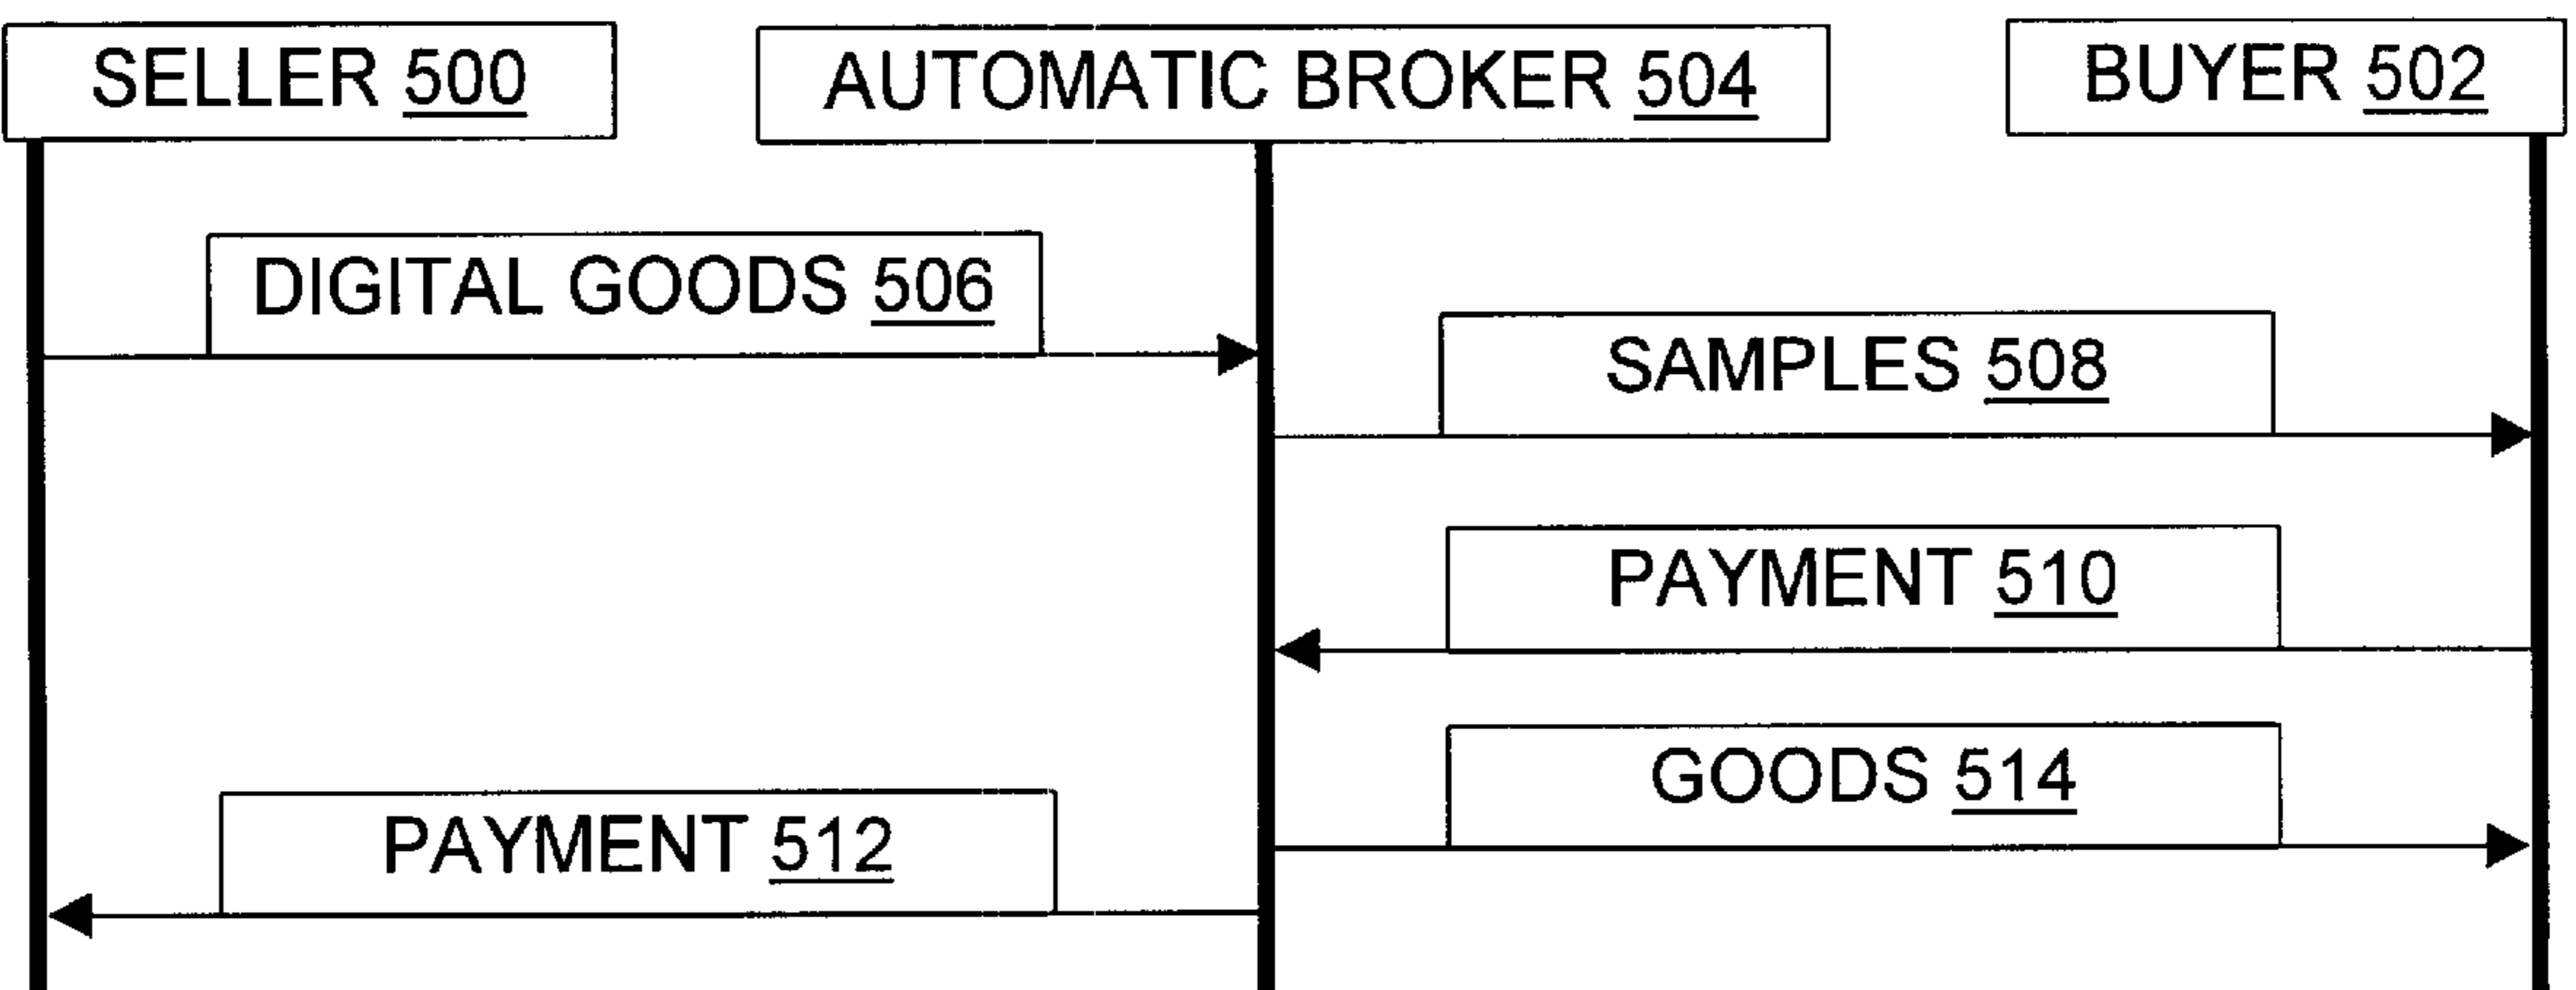 SELLER 500
AUTOMATIC BROKER 504
BUYER 502
DIGITAL GOODS 506
SAMPLES 508
PAYMENT 510
GOODS 514
PAYMENT 512